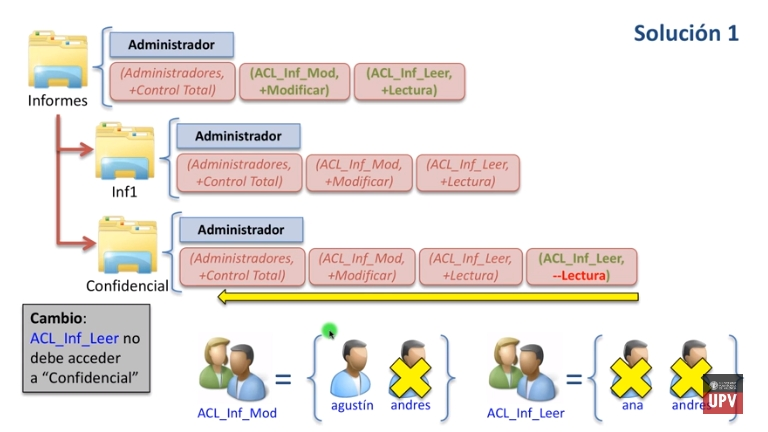 Solución 1
Administrador
(Administradores, +Control Total)
(ACL_Inf_Mod, +Modificar)
(ACL_Inf_Leer, +Lectura)
Informes
Administrador
(Administradores, +Control Total)
(ACL_Inf_Mod, +Modificar)
(ACL_Inf_Leer, +Lectura)
Inf1
Administrador
(Administradores, +Control Total)
(ACL_Inf_Mod, +Modificar)
(ACL_Inf_Leer, +Lectura)
(ACL_Inf_Leer, --Lectura)
Confidencial
Cambio:
ACL_Inf_Leer no
debe acceder
a “Confidencial”
=
agustín
andres
ACL_Inf_Mod
=
ana
andres
ACL_Inf_Leer
UPV